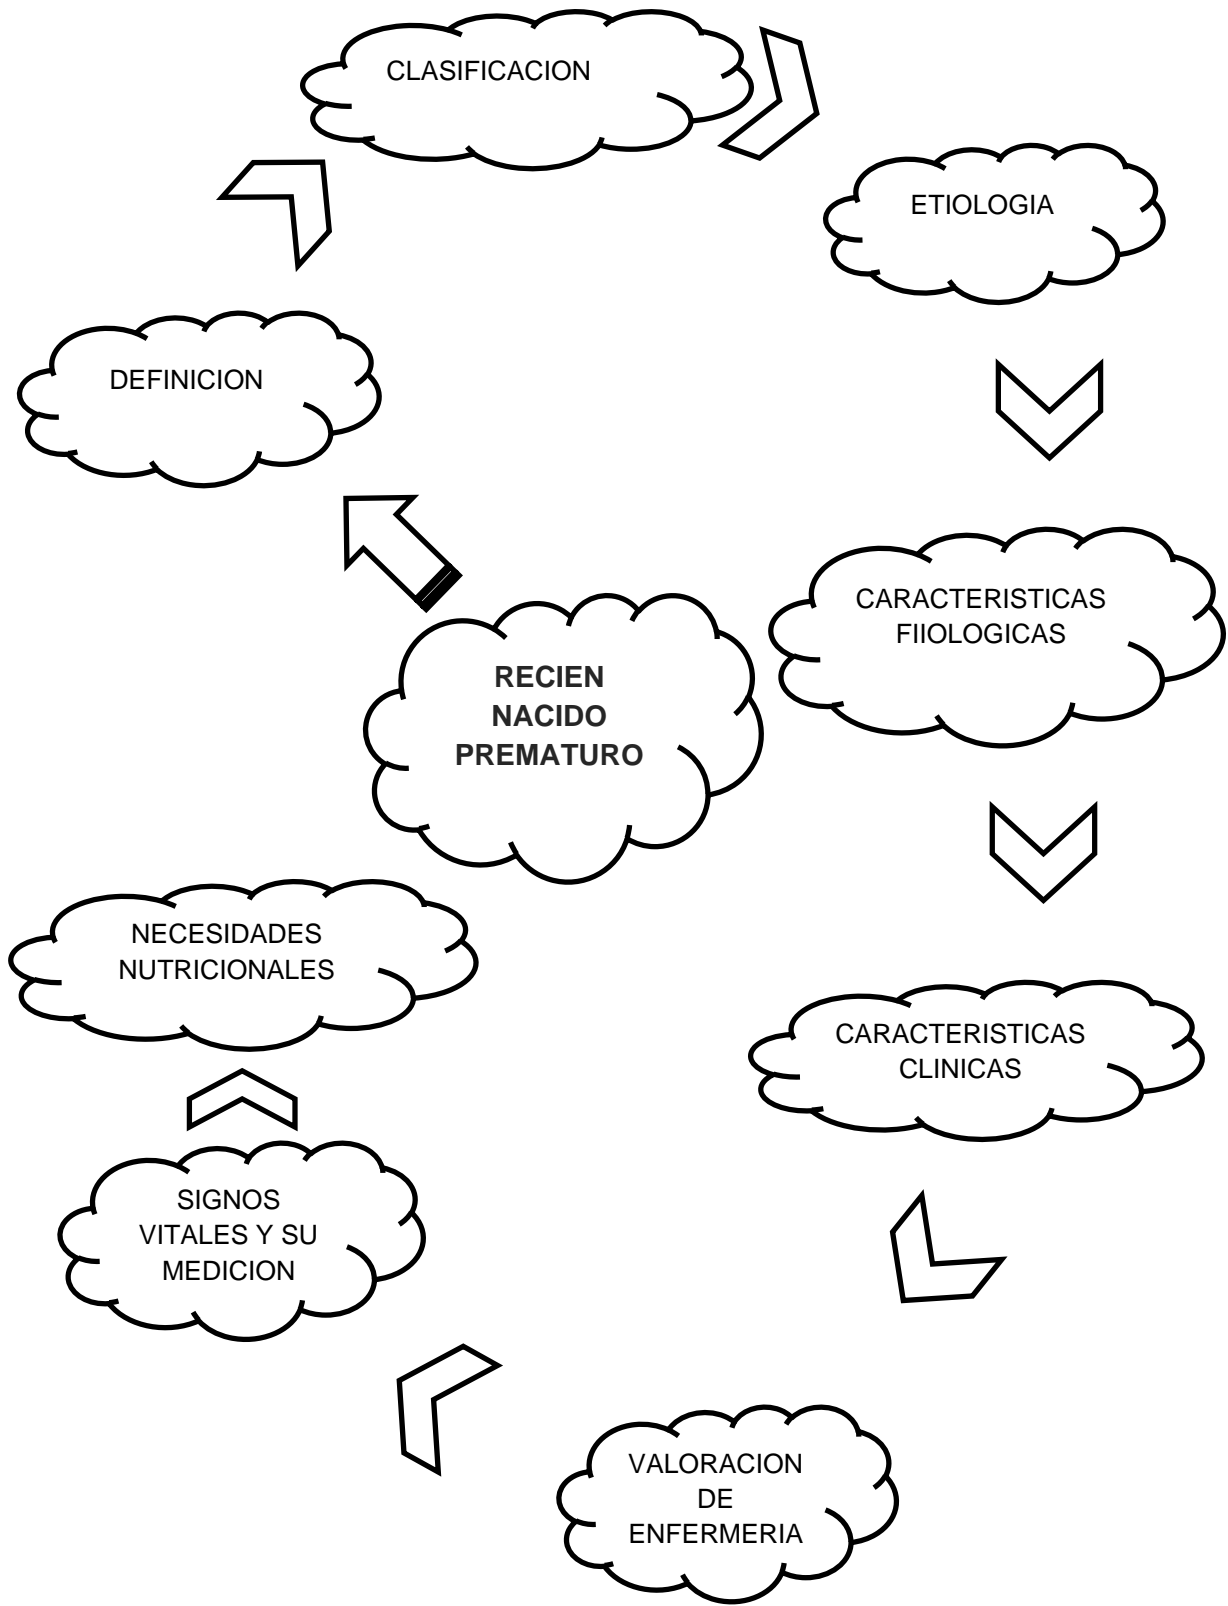 CLASIFICACION
ETIOLOGIA
DEFINICION
CARACTERISTICAS
FIIOLOGICAS
RECIEN
NACIDO
PREMATURO
NECESIDADES
NUTRICIONALES
CARACTERISTICAS
CLINICAS
SIGNOS
VITALES Y SU
MEDICION
VALORACION
DE
ENFERMERIA